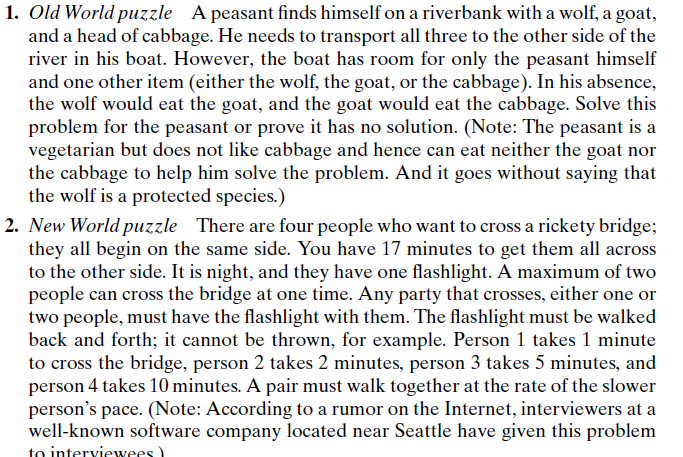 1. Old World puzzle A peasant finds himself on a riverbank with a wolf, a goat,
and a head of cabbage. He needs to transport all three to the other side of the
river in his boat. However, the boat has room for only the peasant himself
and one other item (either the wolf, the goat, or the cabbage). In his absence,
the wolf would eat the goat, and the goat would eat the cabbage. Solve this
problem for the peasant or prove it has no solution. (Note: The peasant is a
vegetarian but does not like cabbage and hence can eat neither the goat nor
the cabbage to help him solve the problem. And it goes without saying that
the wolf is a protected species.)
2. New World puzzle There are four people who want to cross a rickety bridge;
they all begin on the same side. You have 17 minutes to get them all across
to the other side. It is night, and they have one flashlight. A maximum of two
people can cross the bridge at one time. Any party that crosses, either one or
two people, must have the flashlight with them. The flashlight must be walked
back and forth; it cannot be thrown, for example. Person 1 takes 1 minute
to cross the bridge, person 2 takes 2 minutes, person 3 takes 5 minutes, and
person 4 takes 10 minutes. A pair must walk together at the rate of the slower
person's pace. (Note: According to a rumor on the Internet, interviewers at a
well-known software company located near Seattle have given this problem
to interviewees.)